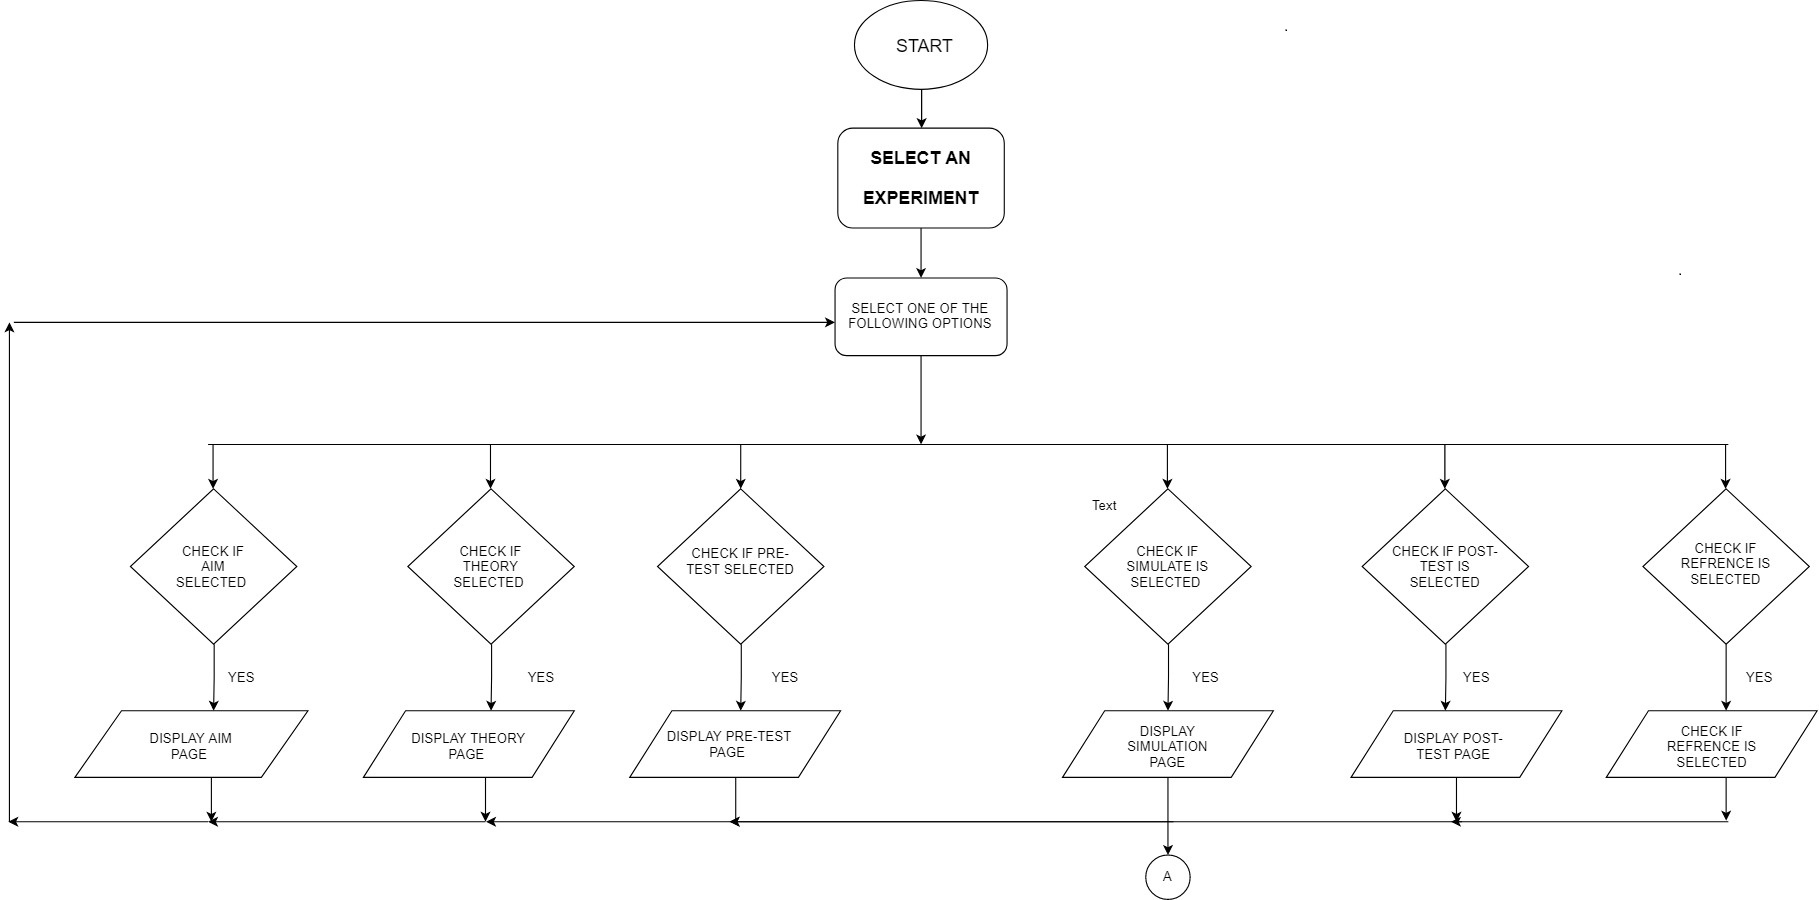 START
SELECT AN
EXPERIMENT
SELECT ONE OF THE
FOLLOWING OPTIONS
Text
CHECK IF
AIM
SELECTED
CHECK IF
THEORY
SELECTED
CHECK IF PRE-
TEST SELECTED
CHECK IF
SIMULATE IS
SELECTED
CHECK IF POST-
TEST IS
SELECTED
CHECK IF
REFRENCE IS
SELECTED
YES
YES
YES
YES
YES
YES
DISPLAY AIM
PAGE
DISPLAY THEORY
PAGE
DISPLAY PRE-TEST
PAGE
DISPLAY
SIMULATION
PAGE
DISPLAY POST-
TEST PAGE
CHECK IF
REFRENCE IS
SELECTED
A